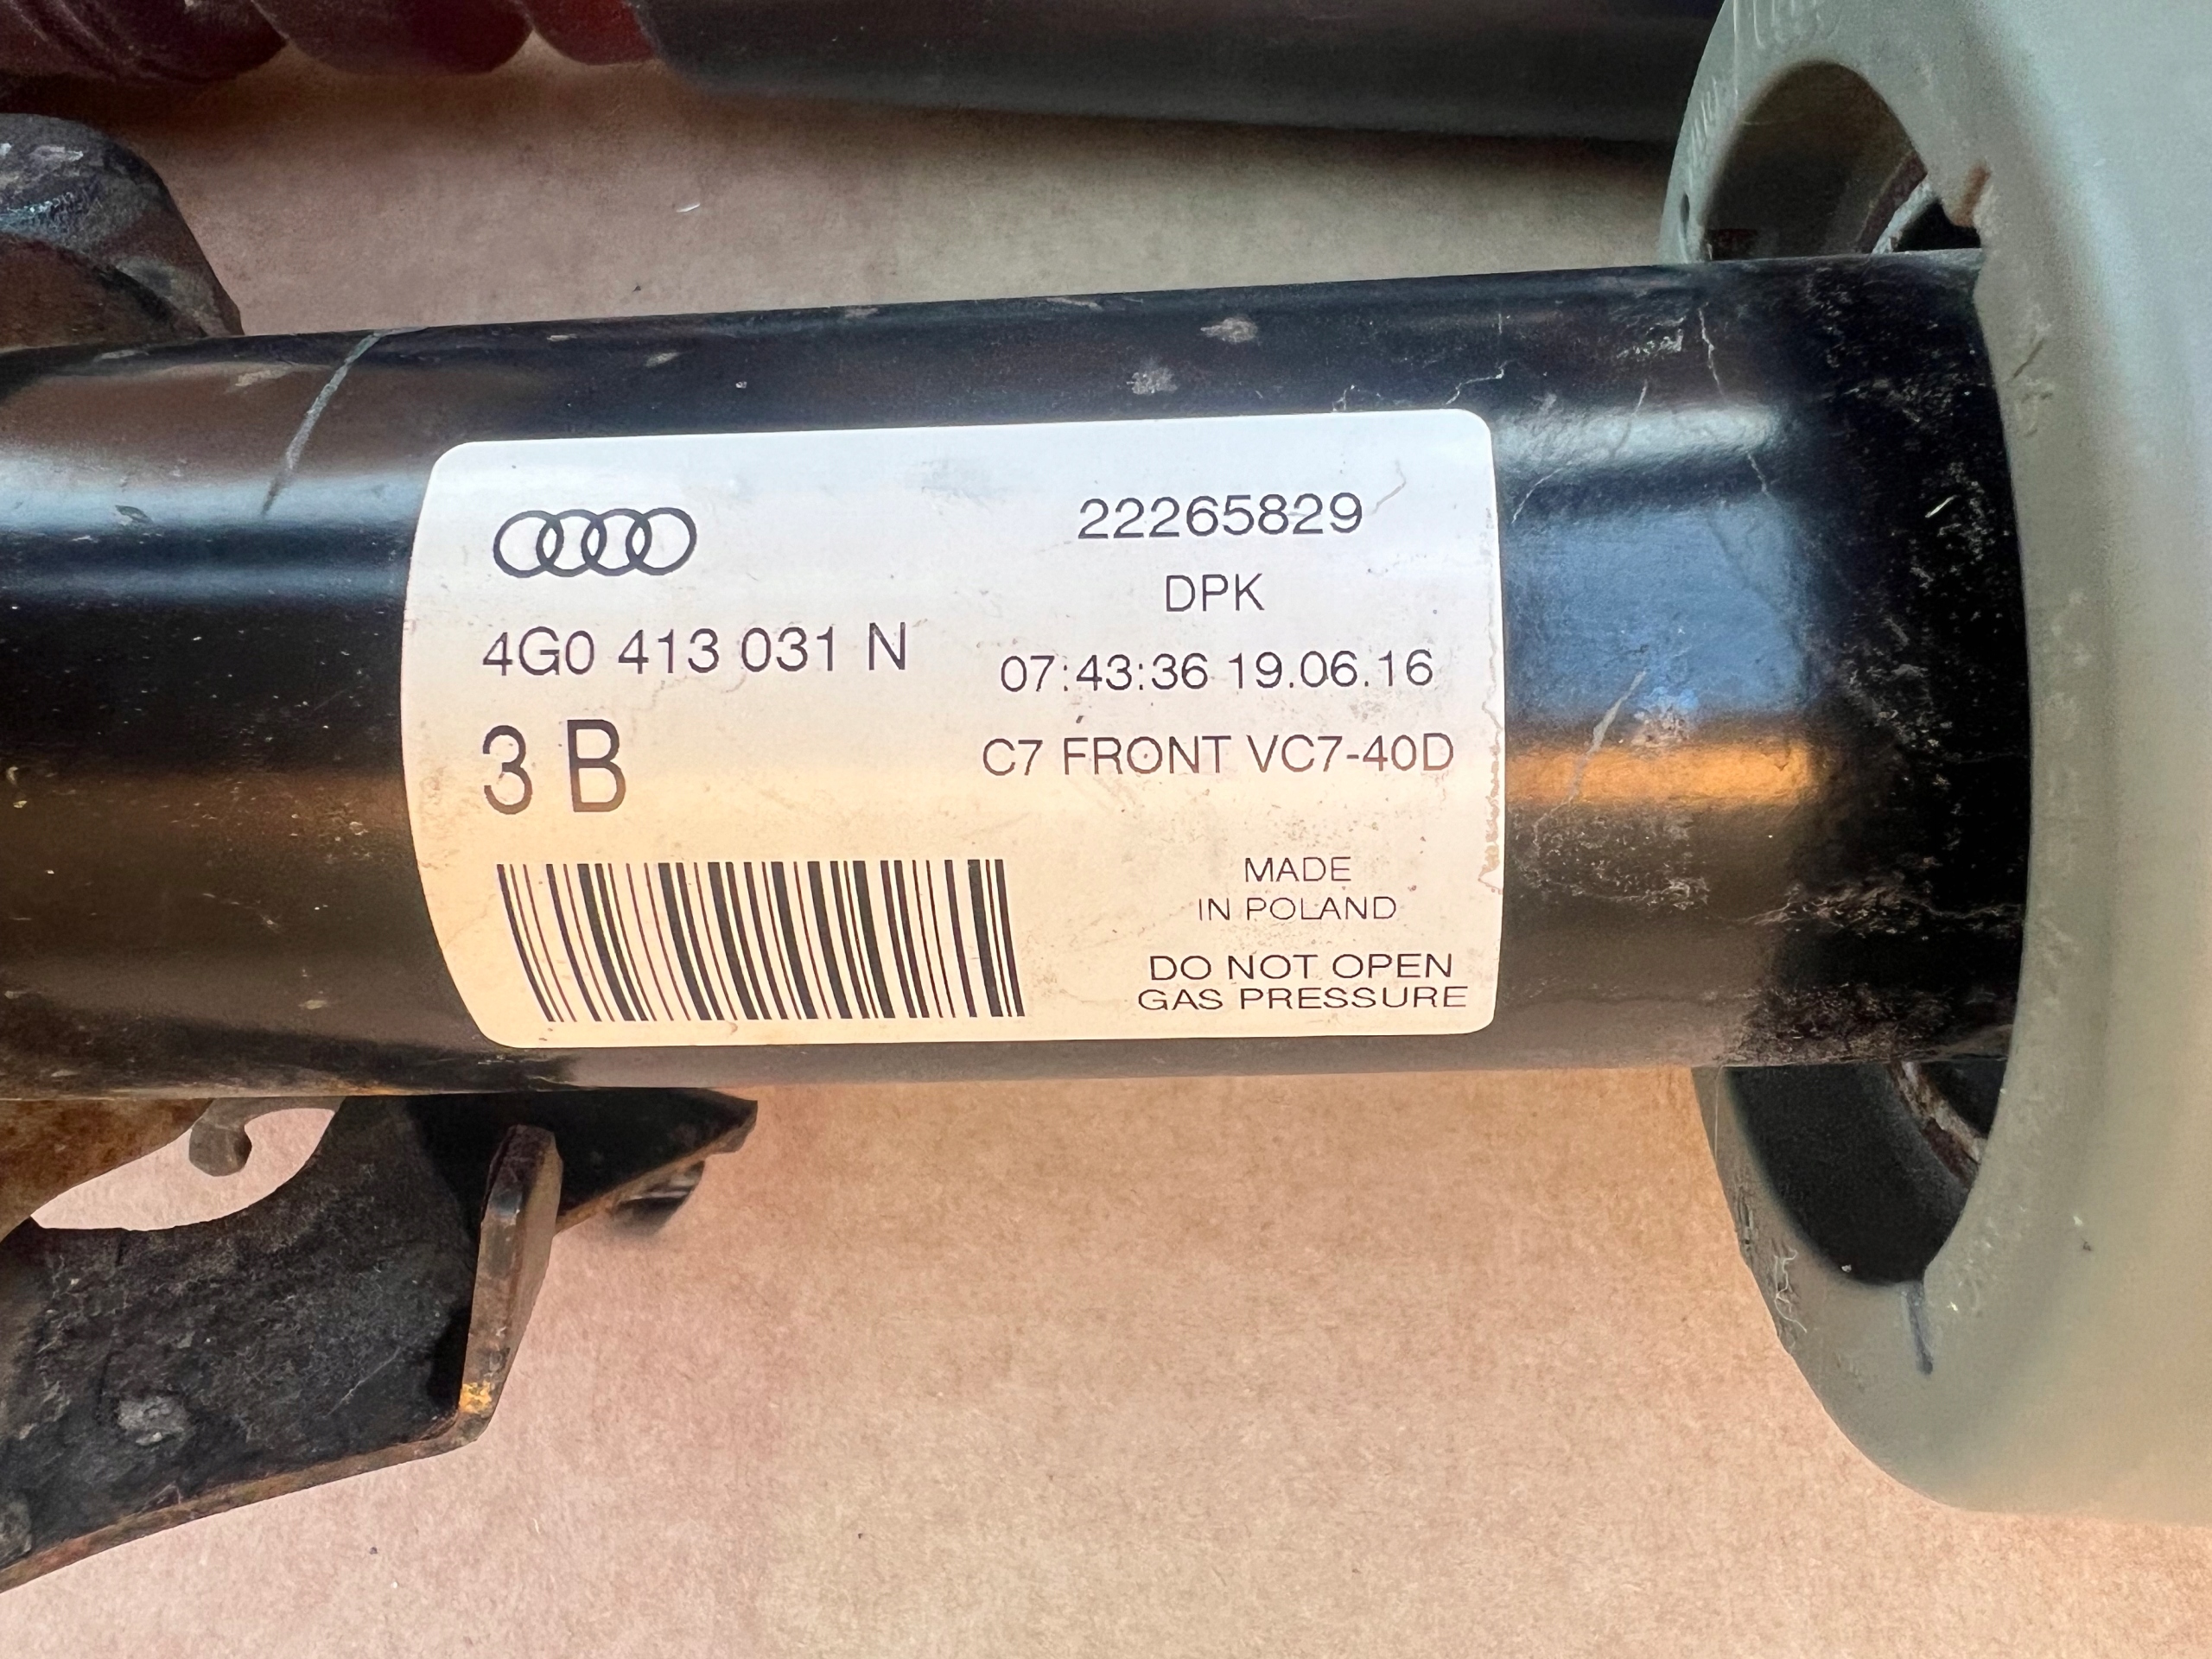 4G0 413 031 N
3 B
22265829
DPK
07:43:36 19.06.16
C7 FRONT VC7-40D
MADE
IN POLAND
DO NOT OPEN
GAS PRESSURE